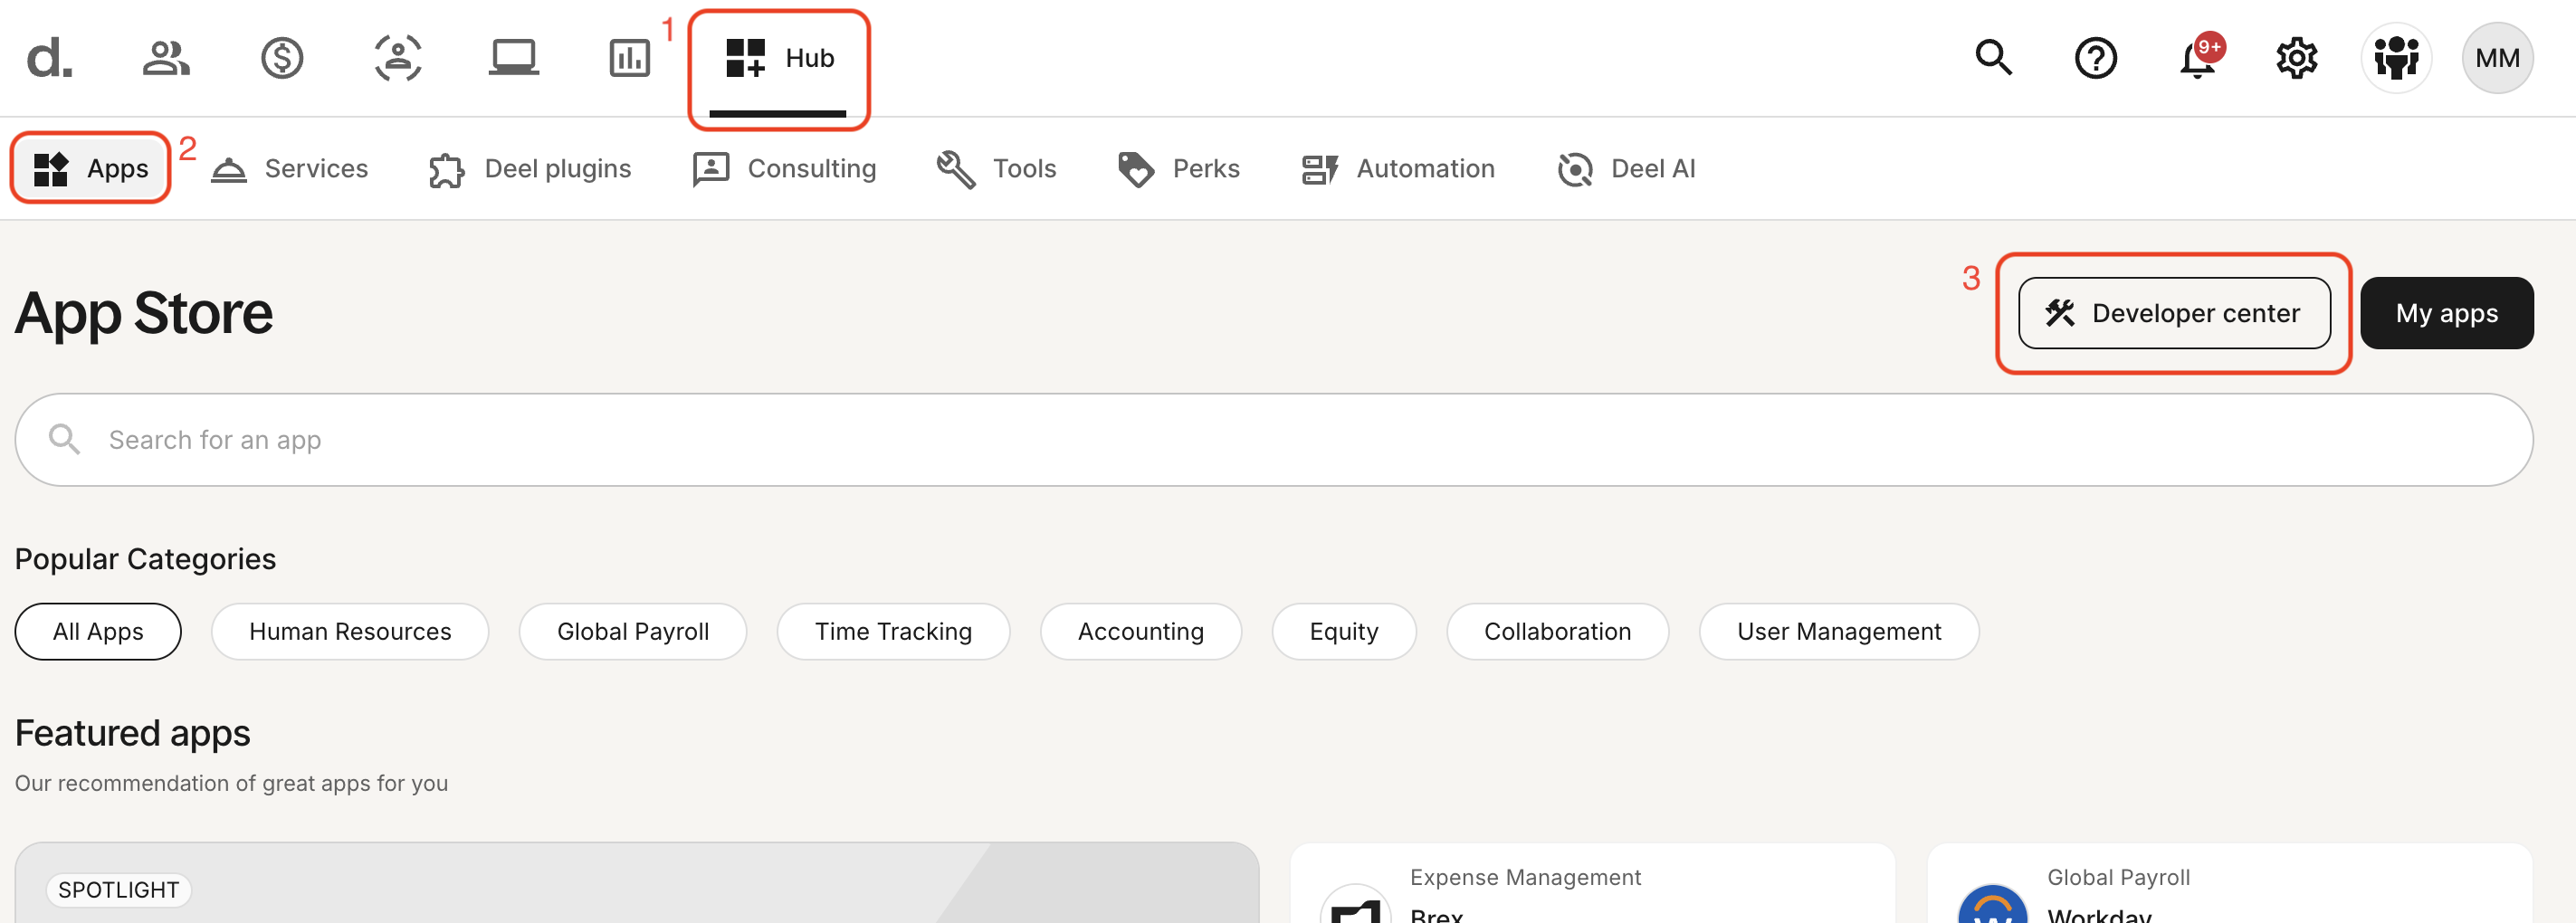 d.
1
Hub
9+
MM
Apps
2
Services
Deel plugins
Consulting
Tools
Perks
Automation
Deel AI
App Store
3
Developer center
My apps
Search for an app
Popular Categories
All Apps
Human Resources
Global Payroll
Time Tracking
Accounting
Equity
Collaboration
User Management
Featured apps
Our recommendation of great apps for you
SPOTLIGHT
Expense Management
Brex
Global Payroll
Workday